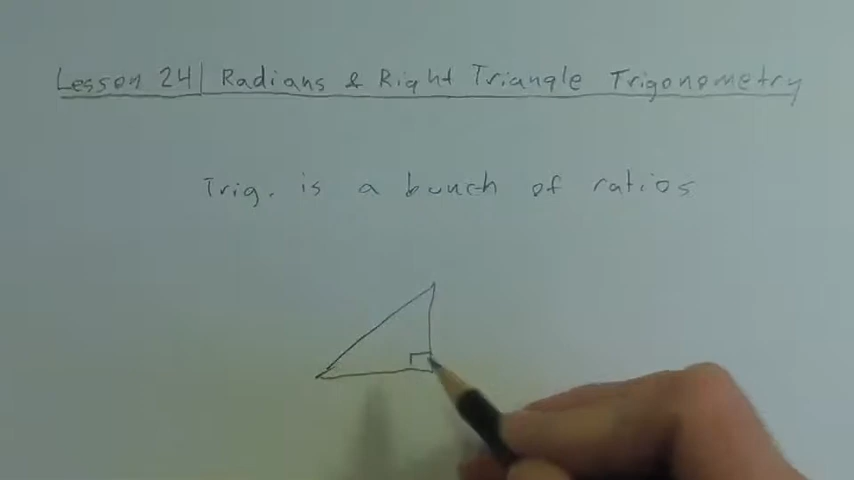 Lesson 24| Radians & Right Triangle Trigonometry
Trig. is a bunch of ratios